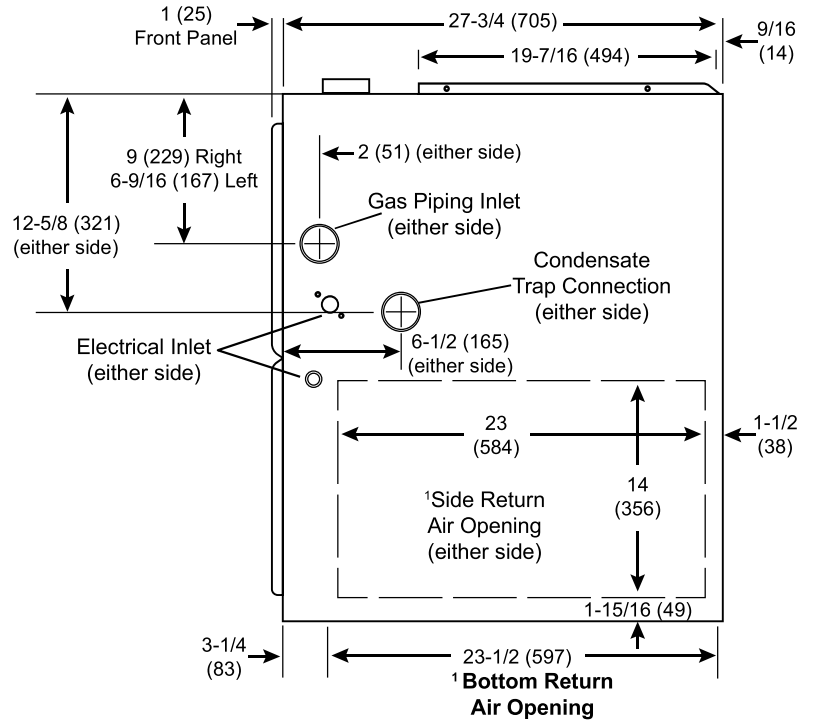 1 (25)
Front Panel
27-3/4 (705)
9/16
(14)
19-7/16 (494)
9 (229) Right
6-9/16 (167) Left
2 (51) (either side)
12-5/8 (321)
(either side)
Gas Piping Inlet
(either side)
Condensate
Trap Connection
(either side)
Electrical Inlet
(either side)
6-1/2 (165)
(either side)
23
(584)
1-1/2
(38)
14
(356)
¹Side Return
Air Opening
(either side)
1-15/16 (49)
3-1/4
(83)
23-1/2 (597)
¹ Bottom Return
Air Opening